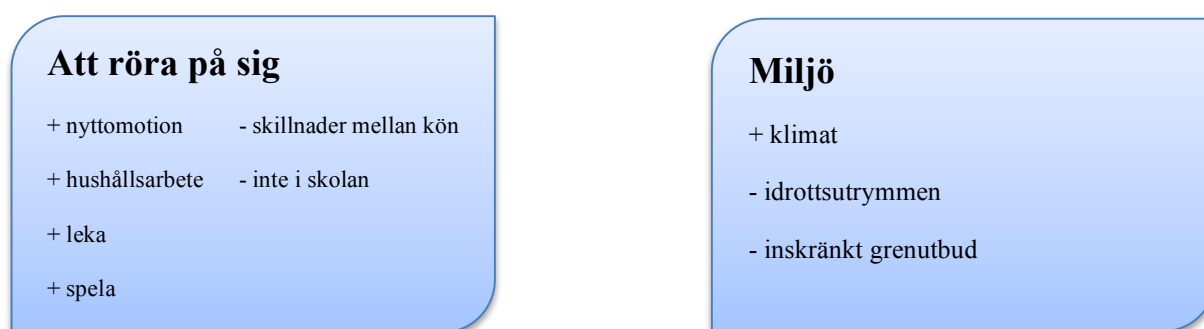 Att röra på sig
+ nyttomotion - skillnader mellan kön
+ hushållsarbete - inte i skolan
+ leka
+ spela
Miljö
+ klimat
- idrottsutrymmen
- inskränkt grenutbud